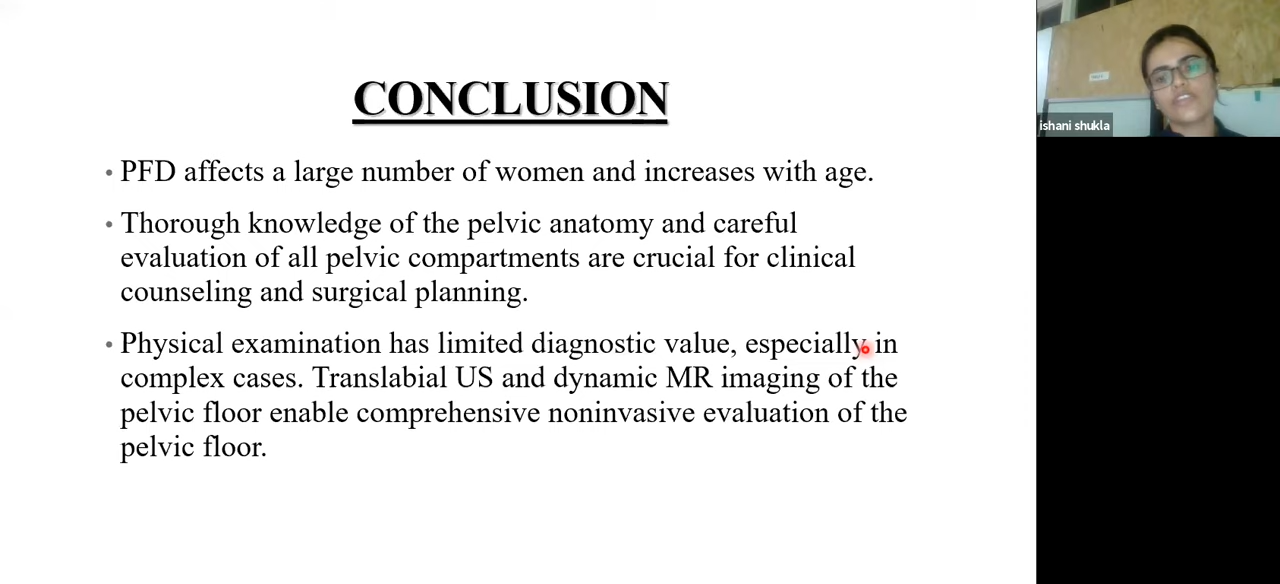 CONCLUSION
• PFD affects a large number of women and increases with age.
• Thorough knowledge of the pelvic anatomy and careful
evaluation of all pelvic compartments are crucial for clinical
counseling and surgical planning.
• Physical examination has limited diagnostic value, especially in
complex cases. Translabial US and dynamic MR imaging of the
pelvic floor enable comprehensive noninvasive evaluation of the
pelvic floor.
ishani shukla